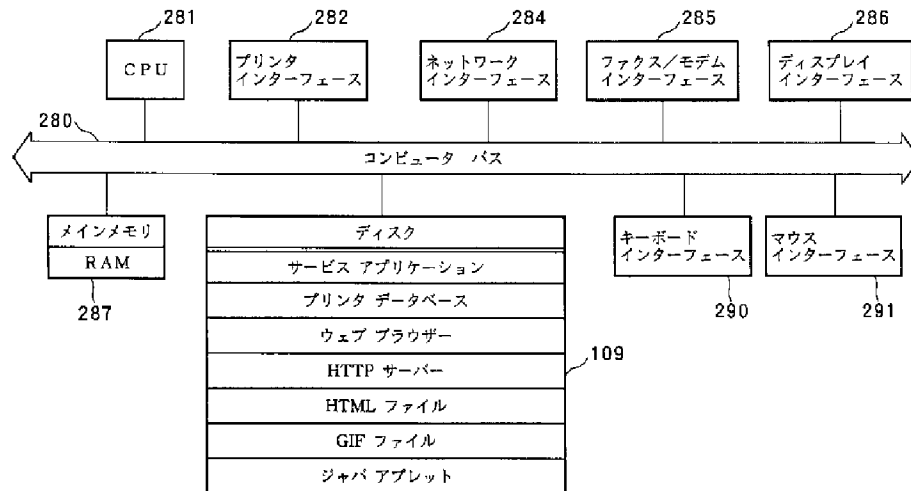 281
282
284
285
286
CPU
プリンタ
インターフェース
ネットワーク
インターフェース
ファクス／モデム
インターフェース
ディスプレイ
インターフェース
280
コンピュータ バス
メインメモリ
RAM
287
ディスク
サービス アプリケーション
プリンタ データベース
ウェブ ブラウザー
HTTP サーバー
HTML ファイル
GIF ファイル
ジャバ アプレット
109
キーボード
インターフェース
290
マウス
インターフェース
291